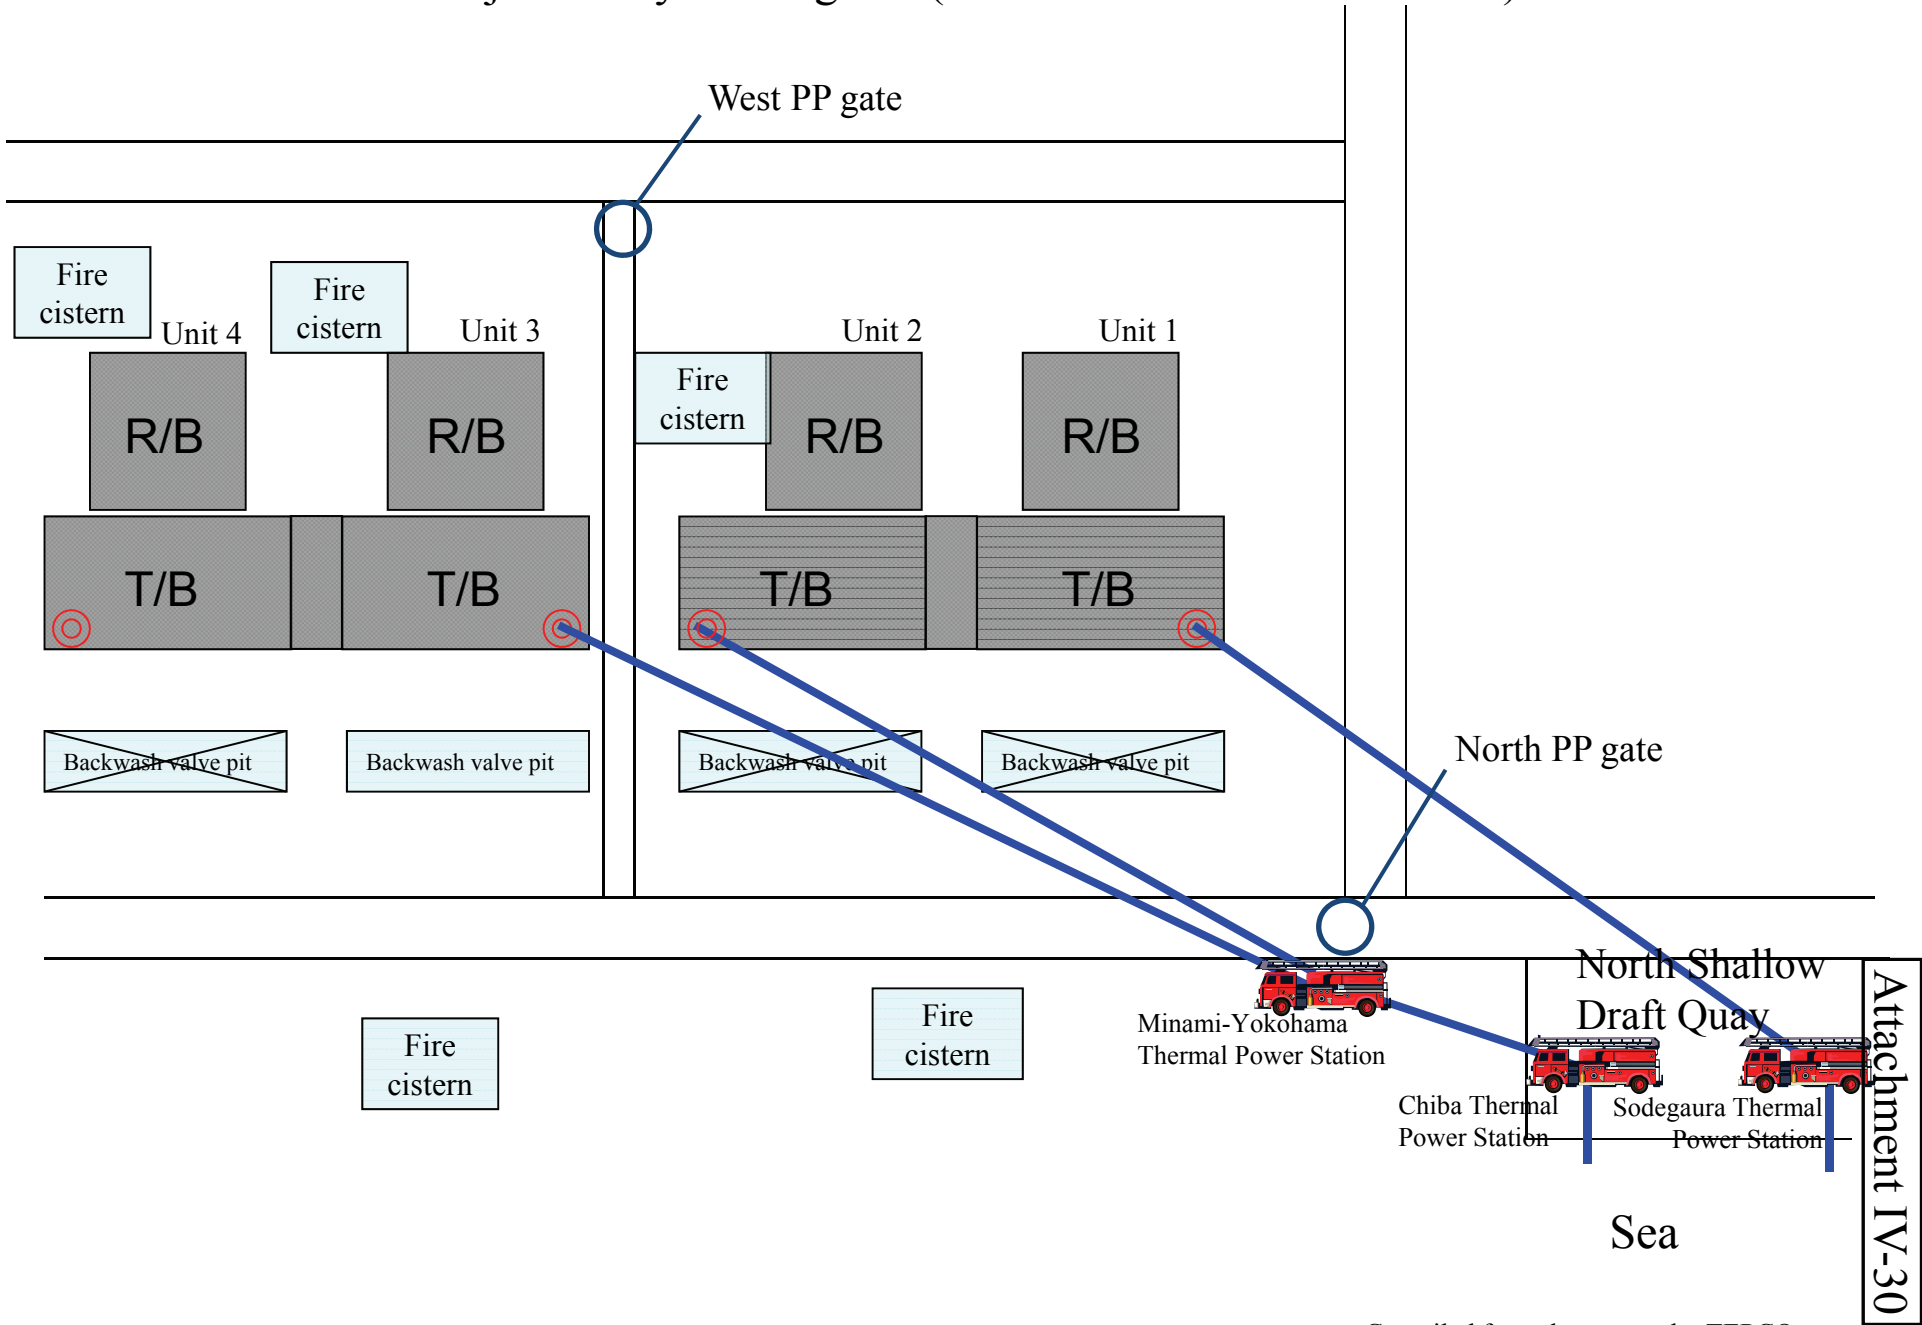 West PP gate
Fire
cistern
Fire
cistern
Unit 4
Unit 3
Unit 2
Unit 1
Fire
cistern
R/B
R/B
R/B
R/B
T/B
T/B
T/B
T/B
Backwash valve pit
Backwash valve pit
Backwash valve pit
Backwash valve pit
North PP gate
North Shallow
Draft Quay
Fire
cistern
Fire
cistern
Minami-Yokohama
Thermal Power Station
Chiba Thermal
Power Station
Sodegaura Thermal
Power Station
Sea
Attachment IV-30